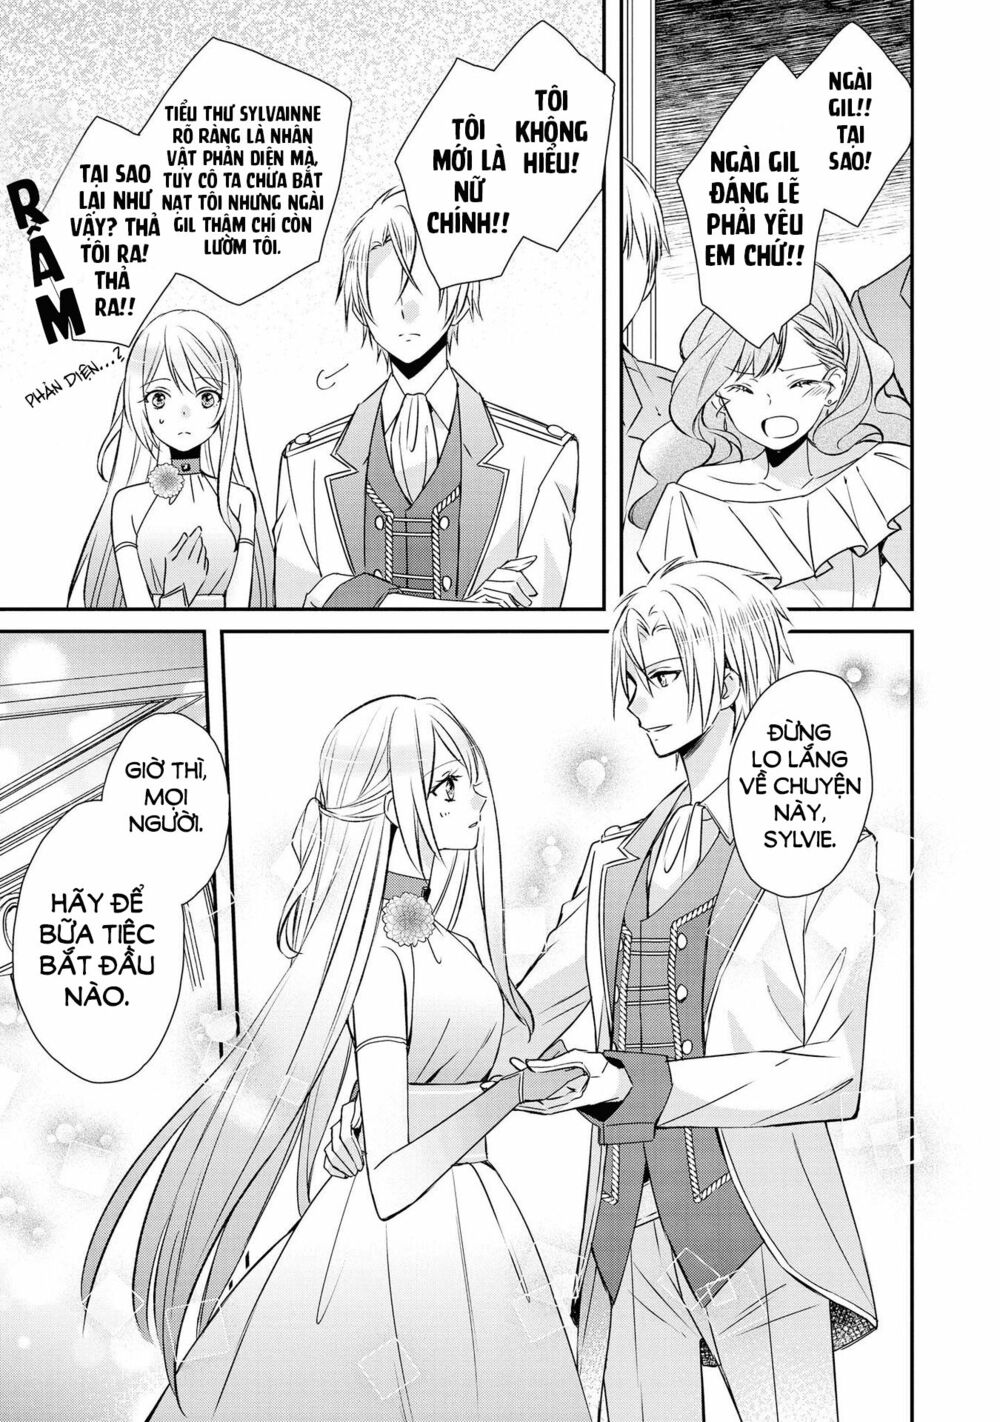 NGÀI
GIL!!
TẠI
SAO!
NGÀI GIL
ĐÁNG LẼ
PHẢI YÊU
EM CHỨ!!
TÔI
KHÔNG
HIỂU!
TÔI
MỚI LÀ
NỮ
CHÍNH!!
TIỂU THƯ SYLVAINNE
RÕ RÀNG LÀ NHÂN
VẬT PHẢN DIỆN MÀ,
TUY CÔ TA CHƯA BẮT
NẠT TÔI NHƯNG NGÀI
GIL THẬM CHÍ CÒN
LƯỜM TÔI.
TẠI SAO
LẠI NHƯ
VẬY? THẢ
TÔI RA!
THẢ
RA!!
RẦM
PHẢN DIỆN...?
ĐỪNG
LO LẮNG
VỀ CHUYỆN
NÀY,
SYLVIE.
GIỜ THÌ,
MỌI
NGƯỜI.
HÃY ĐỂ
BỮA TIỆC
BẮT ĐẦU
NÀO.